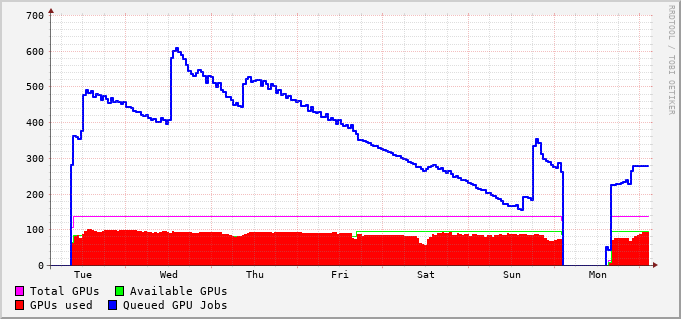 700
600
500
400
300
200
100
0
Tue Wed Thu Fri Sat Sun Mon
Total GPUs Available GPUs
GPUs used Queued GPU Jobs
RRDTOOL / TOBI OETIKER